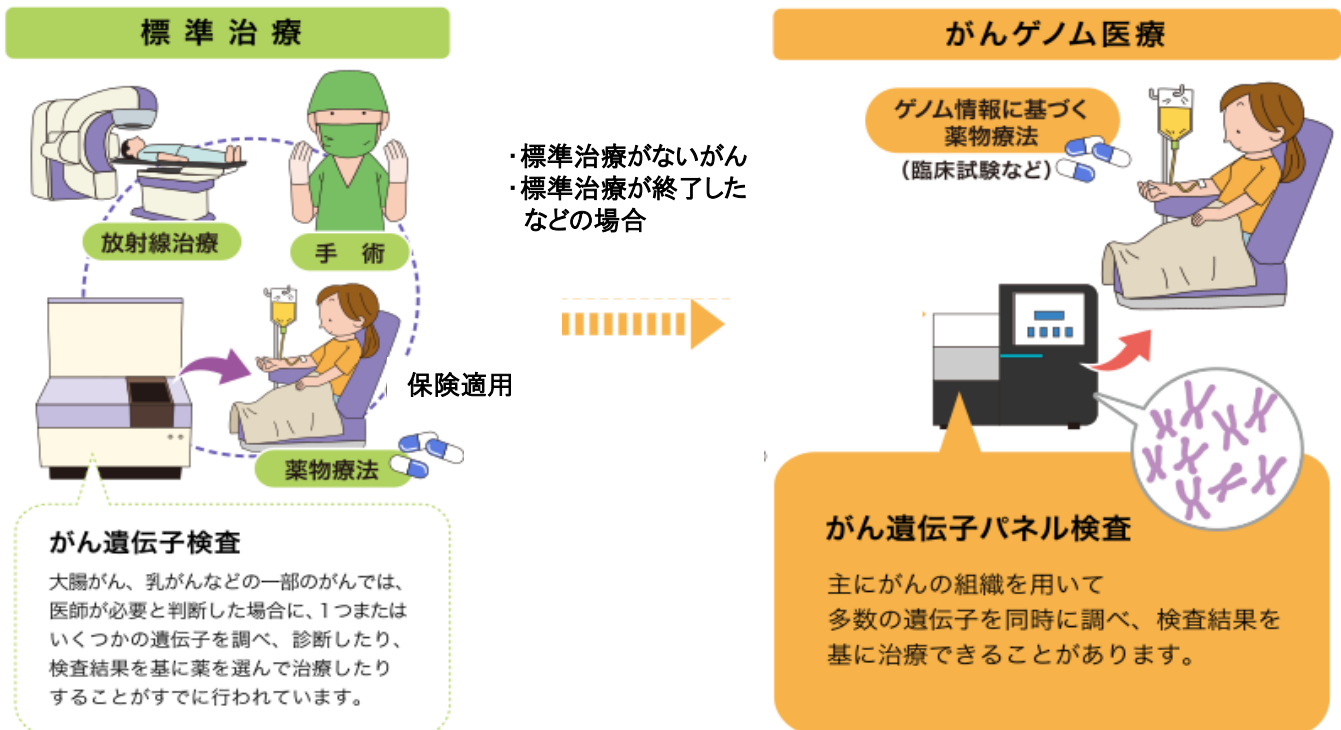 標準治療
放射線治療
手 術
保険適用
薬物療法
がん遺伝子検査
大腸がん、乳がんなどの一部のがんでは、
医師が必要と判断した場合に、1つまたは
いくつかの遺伝子を調べ、診断したり、
検査結果を基に薬を選んで治療したり
することがすでに行われています。
・標準治療がないがん
・標準治療が終了した
などの場合
がんゲノム医療
ゲノム情報に基づく
薬物療法
(臨床試験など)
がん遺伝子パネル検査
主にがんの組織を用いて
多数の遺伝子を同時に調べ、検査結果を
基に治療できることがあります。